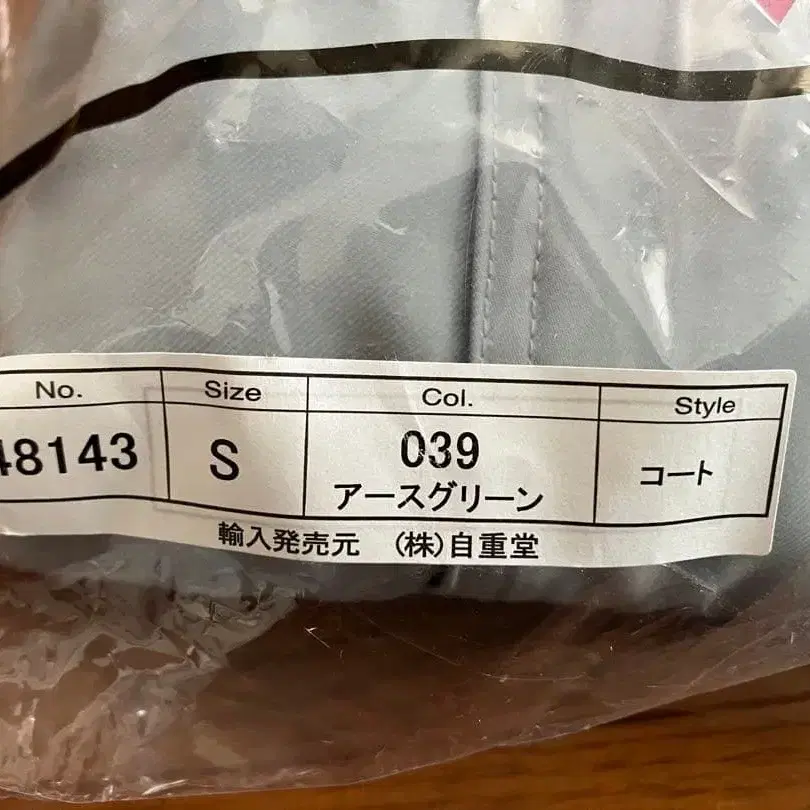 No. Size Col. Style
48143 S 039 コート
アースグリーン
輸入発売元 (株)自重堂